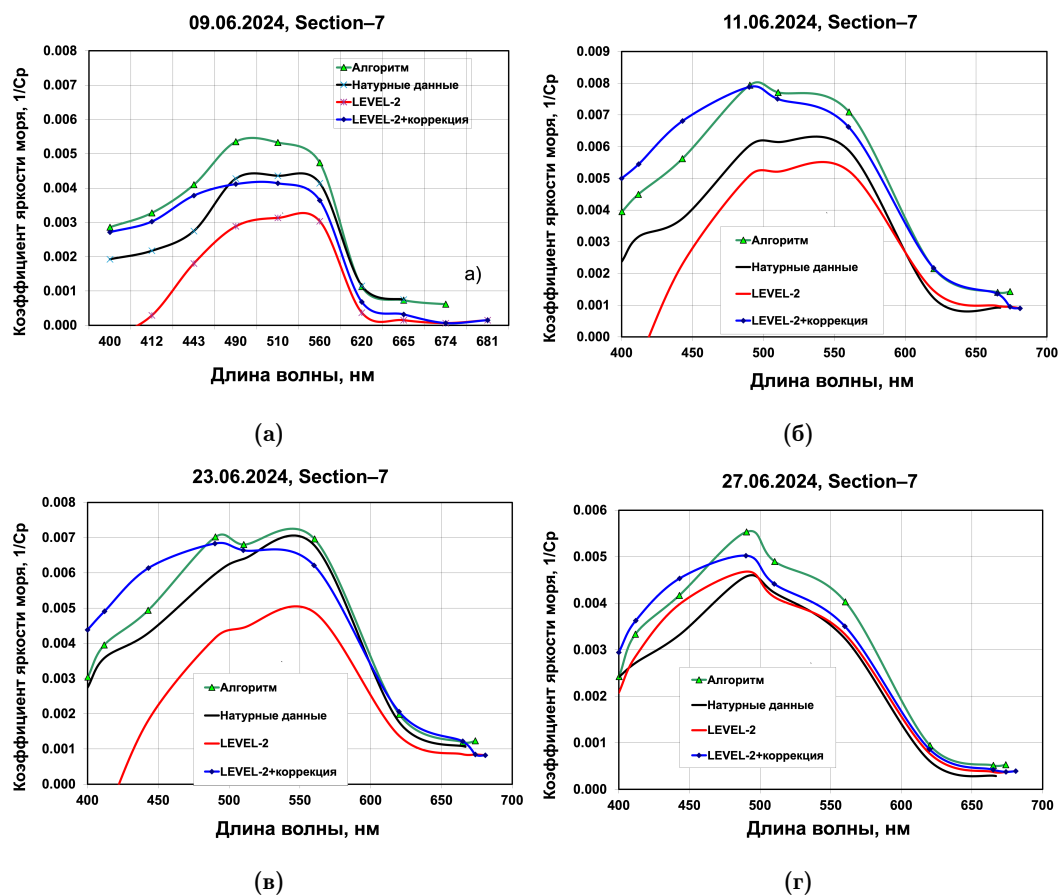 09.06.2024, Section–7
Коэффициент яркости моря, 1/Ср
0.008
0.007
0.006
0.005
0.004
0.003
0.002
0.001
0.000
Алгоритм
Натурные данные
LEVEL-2
LEVEL-2+коррекция
а)
400 412 443 490 510 560 620 665 674 681
Длина волны, нм
(а)
11.06.2024, Section–7
Коэффициент яркости моря, 1/Ср
0.009
0.008
0.007
0.006
0.005
0.004
0.003
0.002
0.001
0.000
Алгоритм
Натурные данные
LEVEL-2
LEVEL-2+коррекция
400 450 500 550 600 650 700
Длина волны, нм
(б)
23.06.2024, Section–7
Коэффициент яркости моря, 1/Ср
0.008
0.007
0.006
0.005
0.004
0.003
0.002
0.001
0.000
Алгоритм
Натурные данные
LEVEL-2
LEVEL-2+коррекция
400 450 500 550 600 650 700
Длина волны, нм
(в)
27.06.2024, Section–7
Коэффициент яркости моря, 1/Ср
0.006
0.005
0.004
0.003
0.002
0.001
0.000
Алгоритм
Натурные данные
LEVEL-2
LEVEL-2+коррекция
400 450 500 550 600 650 700
Длина волны, нм
(г)